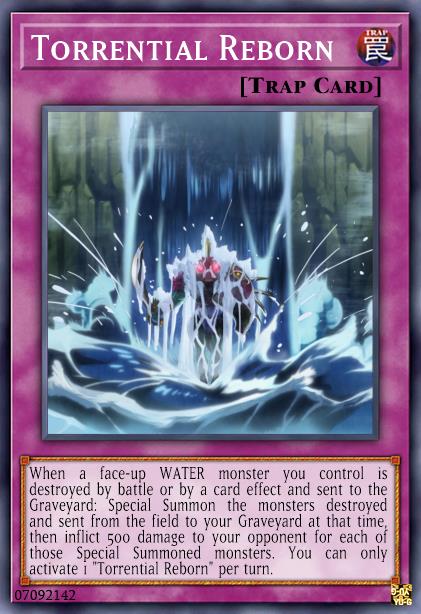 Torrential Reborn
TRAP
罠
[Trap Card]
When a face-up WATER monster you control is
destroyed by battle or by a card effect and sent to the
Graveyard: Special Summon the monsters destroyed
and sent from the field to your Graveyard at that time,
then inflict 500 damage to your opponent for each of
those Special Summoned monsters. You can only
activate i "Torrential Reborn" per turn.
07092142